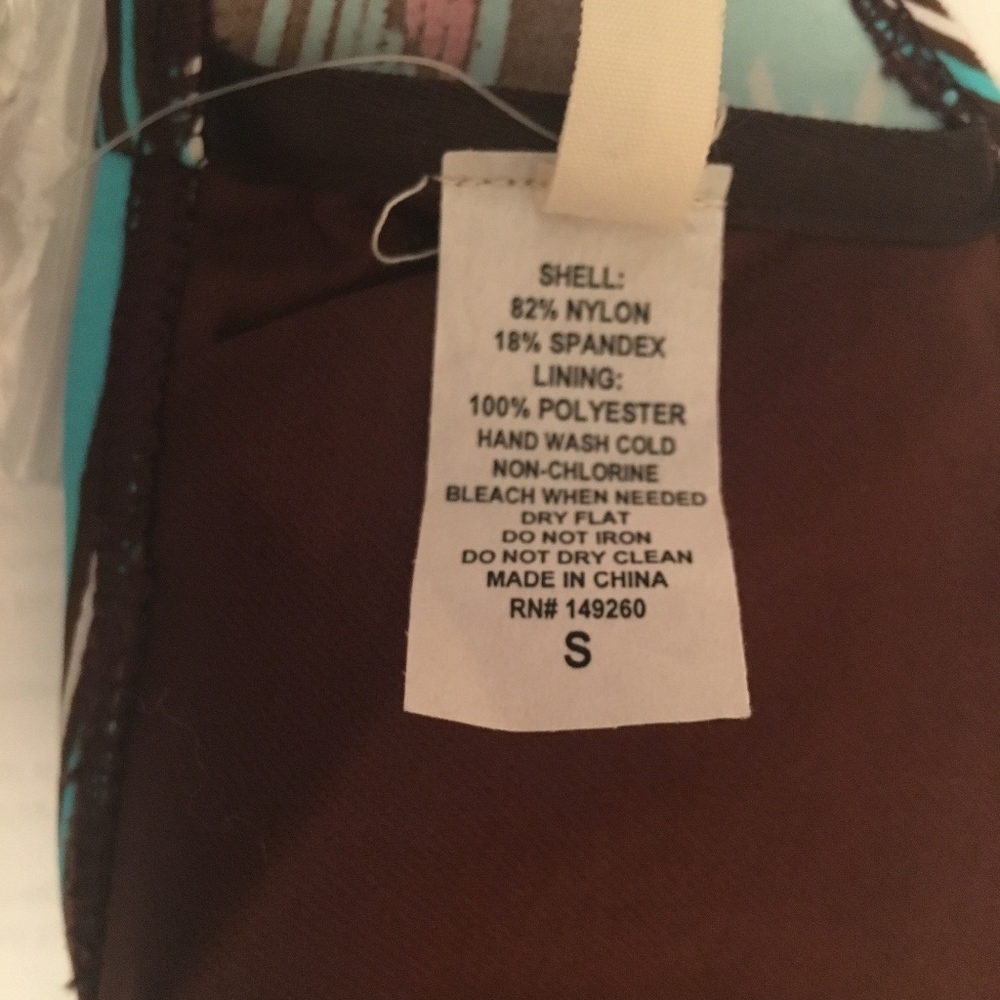 SHELL:
82% NYLON
18% SPANDEX
LINING:
100% POLYESTER
HAND WASH COLD
NON-CHLORINE
BLEACH WHEN NEEDED
DRY FLAT
DO NOT IRON
DO NOT DRY CLEAN
MADE IN CHINA
RN# 149260
S